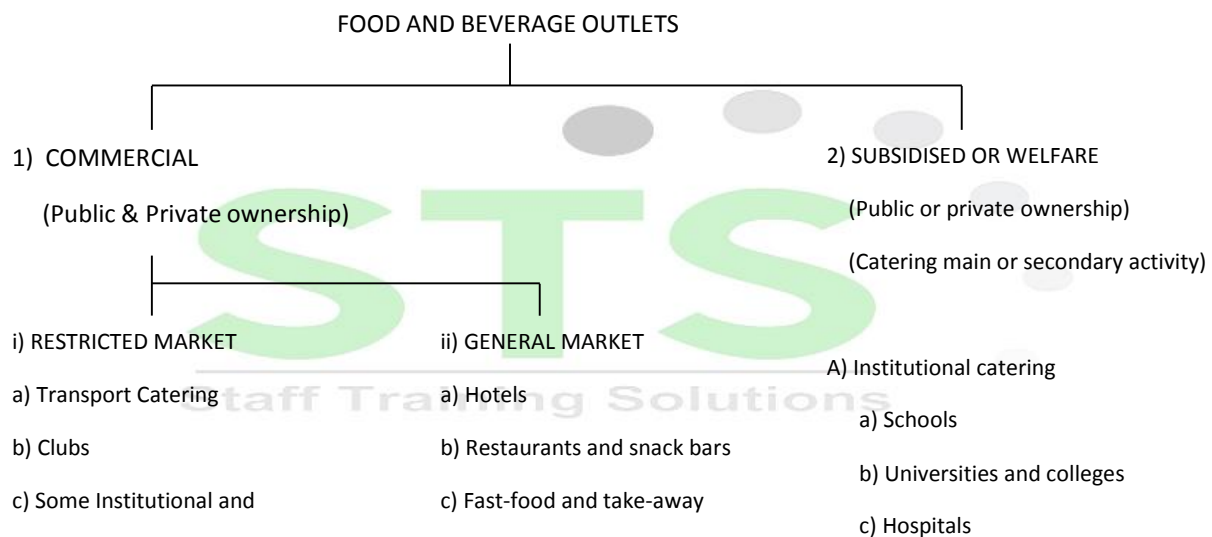 FOOD AND BEVERAGE OUTLETS
1) COMMERCIAL
(Public & Private ownership)
2) SUBSIDISED OR WELFARE
(Public or private ownership)
(Catering main or secondary activity)
i) RESTRICTED MARKET
a) Transport Catering
b) Clubs
c) Some Institutional and
ii) GENERAL MARKET
a) Hotels
b) Restaurants and snack bars
c) Fast-food and take-away
A) Institutional catering
a) Schools
b) Universities and colleges
c) Hospitals
STS
Staff Training Solutions